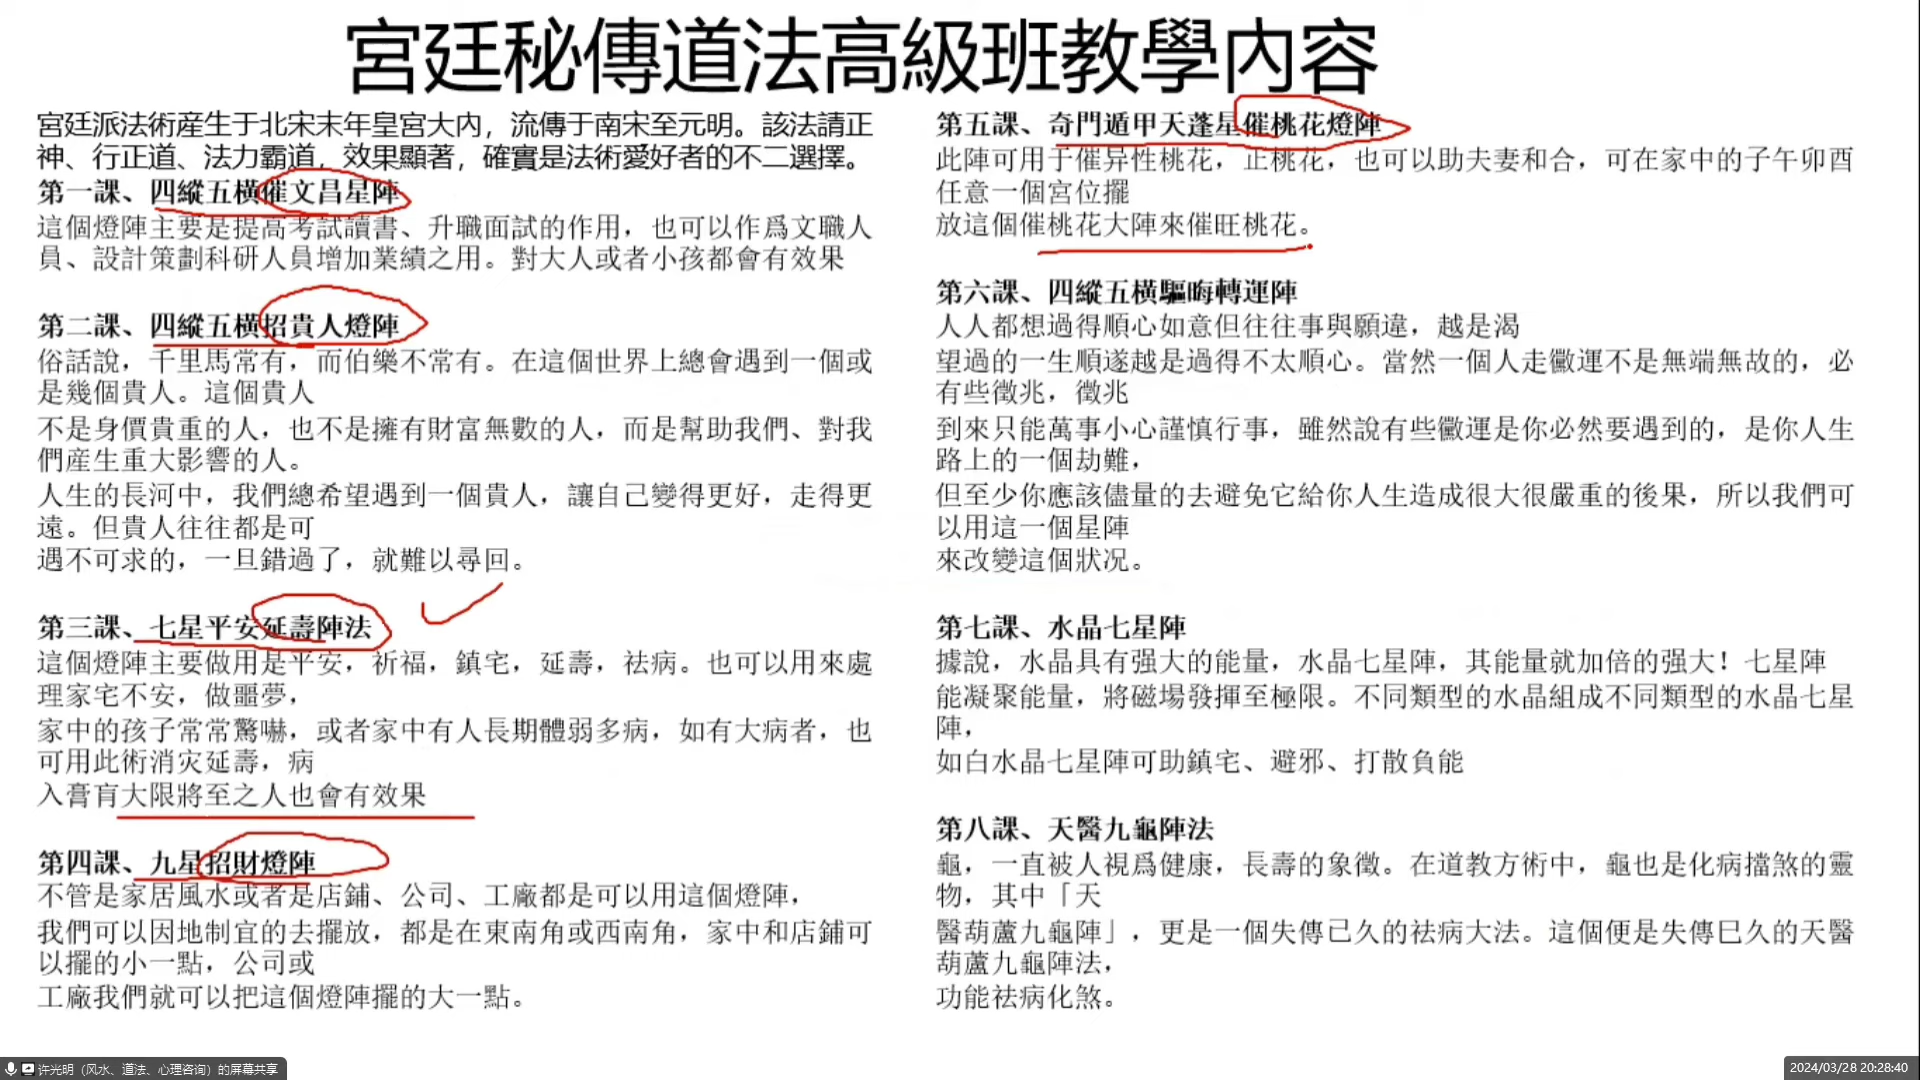 宮廷秘傳道法高級班教學內容
宮廷派法術産生于北宋末年皇宮大內，流傳于南宋至元明。該法請正
神、行正道、法力霸道，效果顯著，確實是法術愛好者的不二選擇。
第一課、四縱五橫催文昌星陣
這個燈陣主要是提高考試讀書、升職面試的作用，也可以作爲文職人
員、設計策劃科研人員增加業績之用。對大人或者小孩都會有效果
第二課、四縱五橫招貴人燈陣
俗話說，千里馬常有，而伯樂不常有。在這個世界上總會遇到一個或
是幾個貴人。這個貴人
不是身價貴重的人，也不是擁有財富無數的人，而是幫助我們、對我
們産生重大影響的人。
人生的長河中，我們總希望遇到一個貴人，讓自己變得更好，走得更
遠。但貴人往往都是可
遇不可求的，一旦錯過了，就難以尋回。
第三課、七星平安延壽陣法
這個燈陣主要做用是平安，祈福，鎮宅，延壽，祛病。也可以用來處
理家宅不安，做噩夢，
家中的孩子常常驚嚇，或者家中有人長期體弱多病，如有大病者，也
可用此術消灾延壽，病
入膏肓大限將至之人也會有效果
第四課、九星招財燈陣
不管是家居風水或者是店鋪、公司、工廠都是可以用這個燈陣，
我們可以因地制宜的去擺放，都是在東南角或西南角，家中和店鋪可
以擺的小一點，公司或
工廠我們就可以把這個燈陣擺的大一點。
第五課、奇門遁甲天蓬星催桃花燈陣
此陣可用于催异性桃花，正桃花，也可以助夫妻和合，可在家中的子午卯酉
任意一個宮位擺
放這個催桃花大陣來催旺桃花。
第六課、四縱五橫驅晦轉運陣
人人都想過得順心如意但往往事與願違，越是渴
望過的一生順遂越是過得不太順心。當然一個人走黴運不是無端無故的，必
有些徵兆，徵兆
到來只能萬事小心謹慎行事，雖然說有些黴運是你必然要遇到的，是你人生
路上的一個劫難，
但至少你應該儘量的去避免它給你人生造成很大很嚴重的後果，所以我們可
以用這一個星陣
來改變這個狀况。
第七課、水晶七星陣
據說，水晶具有强大的能量，水晶七星陣，其能量就加倍的强大！七星陣
能凝聚能量，將磁場發揮至極限。不同類型的水晶組成不同類型的水晶七星
陣，
如白水晶七星陣可助鎮宅、避邪、打散負能
第八課、天醫九龜陣法
龜，一直被人視爲健康，長壽的象徵。在道教方術中，龜也是化病擋煞的靈
物，其中「天
醫葫蘆九龜陣」，更是一個失傳已久的祛病大法。這個便是失傳巳久的天醫
葫蘆九龜陣法，
功能祛病化煞。
许光明（风水、道法、心理咨询）的屏幕共享
2024/03/28 20:28:40